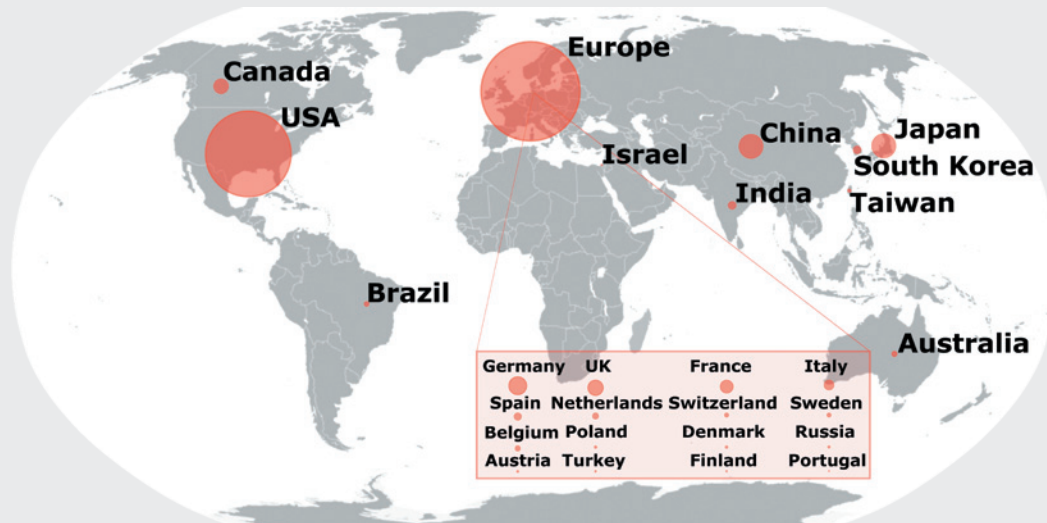 Europe
Canada
USA
China
Japan
Israel
South Korea
India
Taiwan
Brazil
Australia
Germany UK France Italy
Spain Netherlands Switzerland Sweden
Belgium Poland Denmark Russia
Austria Turkey Finland Portugal